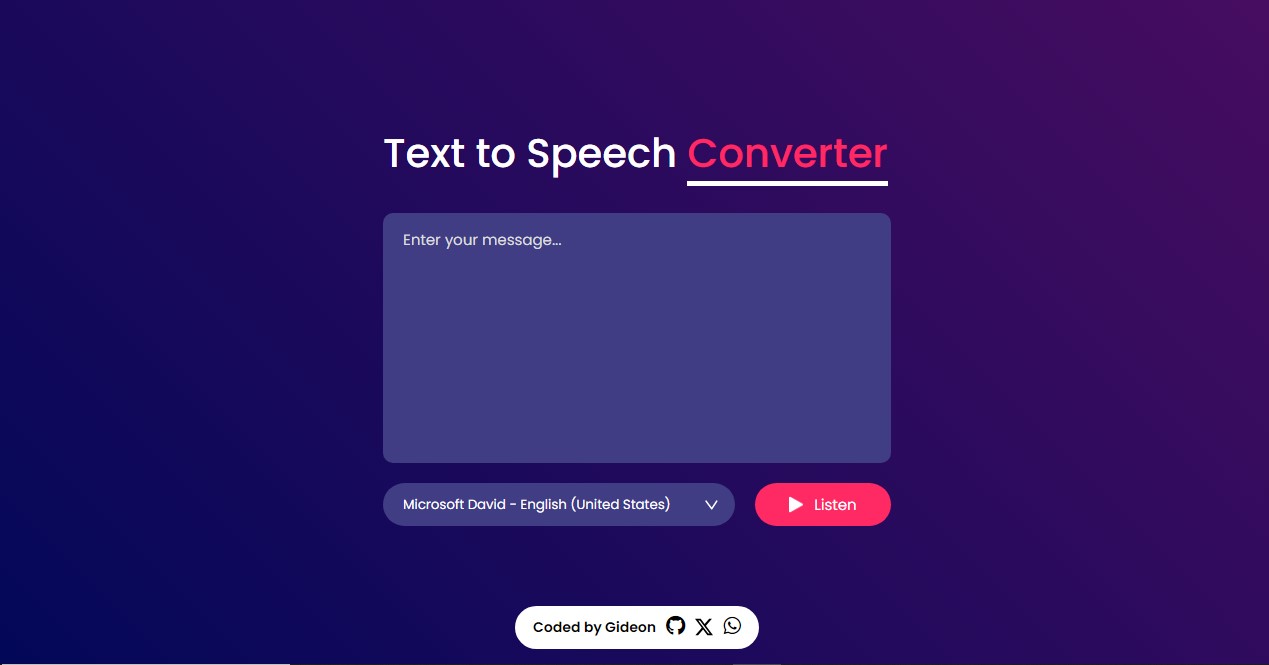 Text to Speech Converter
Enter your message...
Microsoft David - English (United States)
Listen
Coded by Gideon